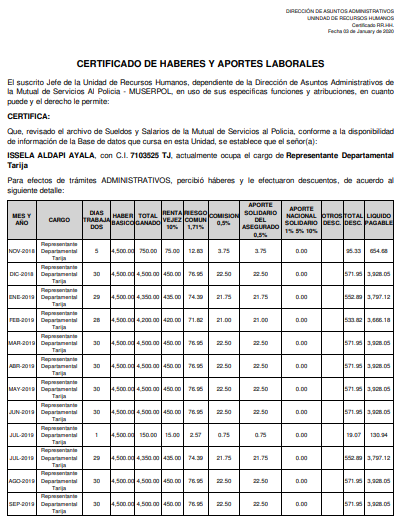 DIRECCIÓN DE ASUNTOS ADMINISTRATIVOS
UNINDAD DE RECURSOS HUMANOS
Certificado RR.HH.
Fecha 03 de January de 2020
CERTIFICADO DE HABERES Y APORTES LABORALES
El suscrito Jefe de la Unidad de Recursos Humanos, dependiente de la Dirección de Asuntos Administrativos de
la Mutual de Servicios Al Policia - MUSERPOL, en uso de sus especificas funciones y atribuciones, en cuanto
puede y el derecho le permite:
CERTIFICA:
Que, revisado el archivo de Sueldos y Salarios de la Mutual de Servicios al Policia, conforme a la disponibilidad
de información de la Base de datos que cursa en esta Unidad, se establece que el señor(a):
ISSELA ALDAPI AYALA, con C.I. 7103525 TJ, actualmente ocupa el cargo de Representante Departamental
Tarija
Para efectos de trámites ADMINISTRATIVOS, percibió háberes y le efectuaron descuentos, de acuerdo al
siguiente detalle:
MES Y AÑO CARGO DIAS TRABAJADOS HABER BASICO TOTAL GANADO RENTA VEJEZ 10% RIESGO COMUN 1,71% COMISION 0,5% APORTE SOLIDARIO DEL ASEGURADO 0,5% APORTE NACIONAL SOLIDARIO 1% 5% 10% OTROS DESC. TOTAL DESC. LIQUIDO PAGABLE
NOV-2018 Representante Departamental Tarija 5 4,500.00 750.00 75.00 12.83 3.75 3.75 0.00 95.33 654.68
DIC-2018 Representante Departamental Tarija 30 4,500.00 4,500.00 450.00 76.95 22.50 22.50 0.00 571.95 3,928.05
ENE-2019 Representante Departamental Tarija 29 4,500.00 4,350.00 435.00 74.39 21.75 21.75 0.00 552.89 3,797.12
FEB-2019 Representante Departamental Tarija 28 4,500.00 4,200.00 420.00 71.82 21.00 21.00 0.00 533.82 3,666.18
MAR-2019 Representante Departamental Tarija 30 4,500.00 4,500.00 450.00 76.95 22.50 22.50 0.00 571.95 3,928.05
ABR-2019 Representante Departamental Tarija 30 4,500.00 4,500.00 450.00 76.95 22.50 22.50 0.00 571.95 3,928.05
MAY-2019 Representante Departamental Tarija 30 4,500.00 4,500.00 450.00 76.95 22.50 22.50 0.00 571.95 3,928.05
JUN-2019 Representante Departamental Tarija 30 4,500.00 4,500.00 450.00 76.95 22.50 22.50 0.00 571.95 3,928.05
JUL-2019 Representante Departamental Tarija 1 4,500.00 150.00 15.00 2.57 0.75 0.75 0.00 19.07 130.94
JUL-2019 Representante Departamental Tarija 29 4,500.00 4,350.00 435.00 74.39 21.75 21.75 0.00 552.89 3,797.12
AGO-2019 Representante Departamental Tarija 30 4,500.00 4,500.00 450.00 76.95 22.50 22.50 0.00 571.95 3,928.05
SEP-2019 Representante Departamental Tarija 30 4,500.00 4,500.00 450.00 76.95 22.50 22.50 0.00 571.95 3,928.05